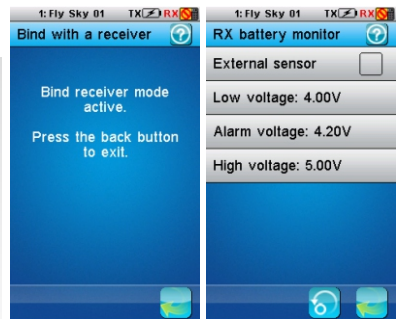 1: Fly Sky 01 TX RX
Bind with a receiver ?
Bind receiver mode
active.
Press the back button
to exit.
1: Fly Sky 01 TX RX
RX battery monitor ?
External sensor
Low voltage: 4.00V
Alarm voltage: 4.20V
High voltage: 5.00V